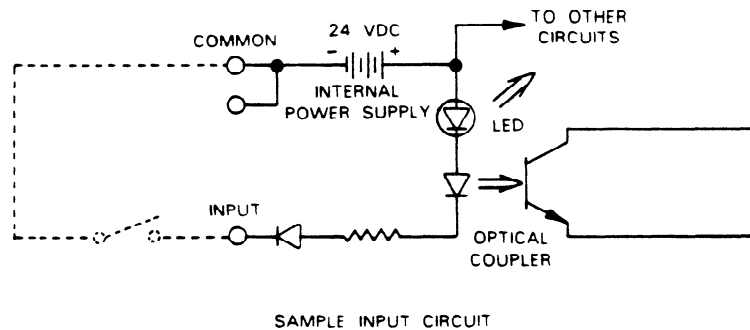 24 VDC
TO OTHER
CIRCUITS
COMMON
- +
INTERNAL
POWER SUPPLY
LED
INPUT
OPTICAL
COUPLER
SAMPLE INPUT CIRCUIT